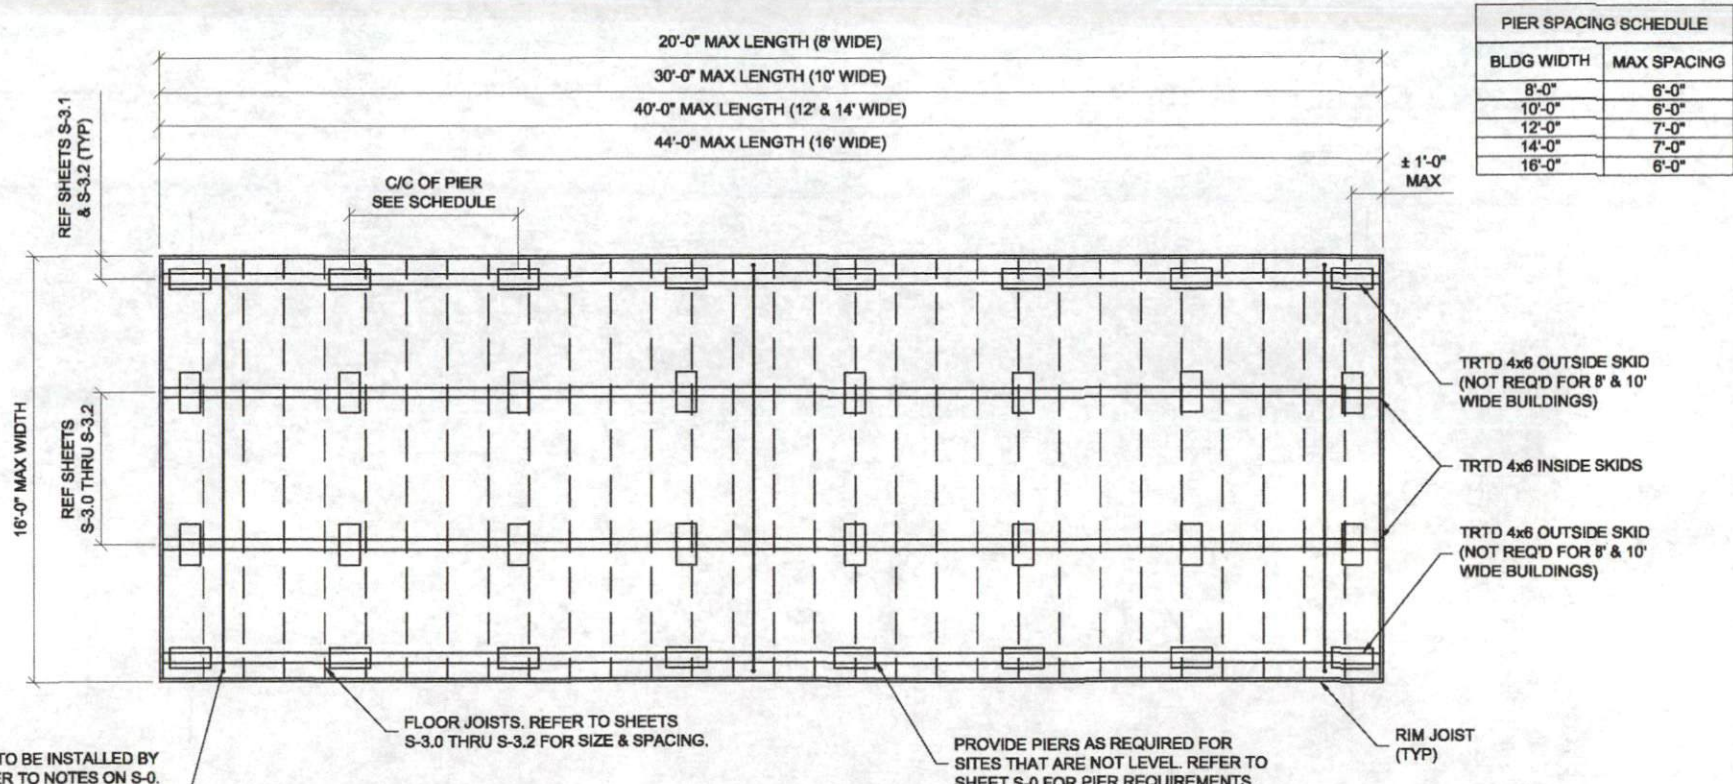 20'-0" MAX LENGTH (8' WIDE)
30'-0" MAX LENGTH (10' WIDE)
40'-0" MAX LENGTH (12' & 14' WIDE)
44'-0" MAX LENGTH (16' WIDE)
PIER SPACING SCHEDULE
BLDG WIDTH MAX SPACING
8'-0" 6'-0"
10'-0" 6'-0"
12'-0" 7'-0"
14'-0" 7'-0"
16'-0" 6'-0"
± 1'-0"
MAX
REF SHEETS S-3.1
& S-3.2 (TYP)
C/C OF PIER
SEE SCHEDULE
16'-0" MAX WIDTH
REF SHEETS
S-3.0 THRU S-3.2
TRTD 4x6 OUTSIDE SKID
(NOT REQ'D FOR 8' & 10'
WIDE BUILDINGS)
TRTD 4x6 INSIDE SKIDS
TRTD 4x6 OUTSIDE SKID
(NOT REQ'D FOR 8' & 10'
WIDE BUILDINGS)
FLOOR JOISTS. REFER TO SHEETS
S-3.0 THRU S-3.2 FOR SIZE & SPACING.
TO BE INSTALLED BY
ER TO NOTES ON S-0.
PROVIDE PIERS AS REQUIRED FOR
SITES THAT ARE NOT LEVEL. REFER TO
SHEET S-0 FOR PIER REQUIREMENTS
RIM JOIST
(TYP)